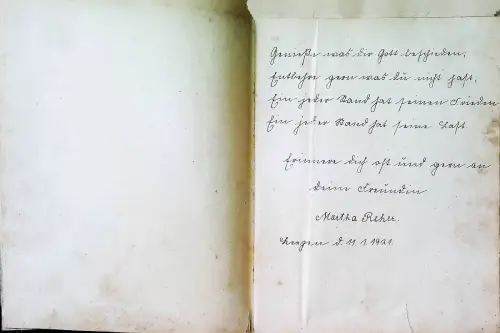 Genieße was dir Gott beschieden,
Entbehre gern was du nicht hast,
Ein jeder Stand hat seinen Frieden
Ein jeder Stand hat seine Last
Erinnere dich oft und gern an
deine Freundin
Martha Reher.
d. 11.1.1921.